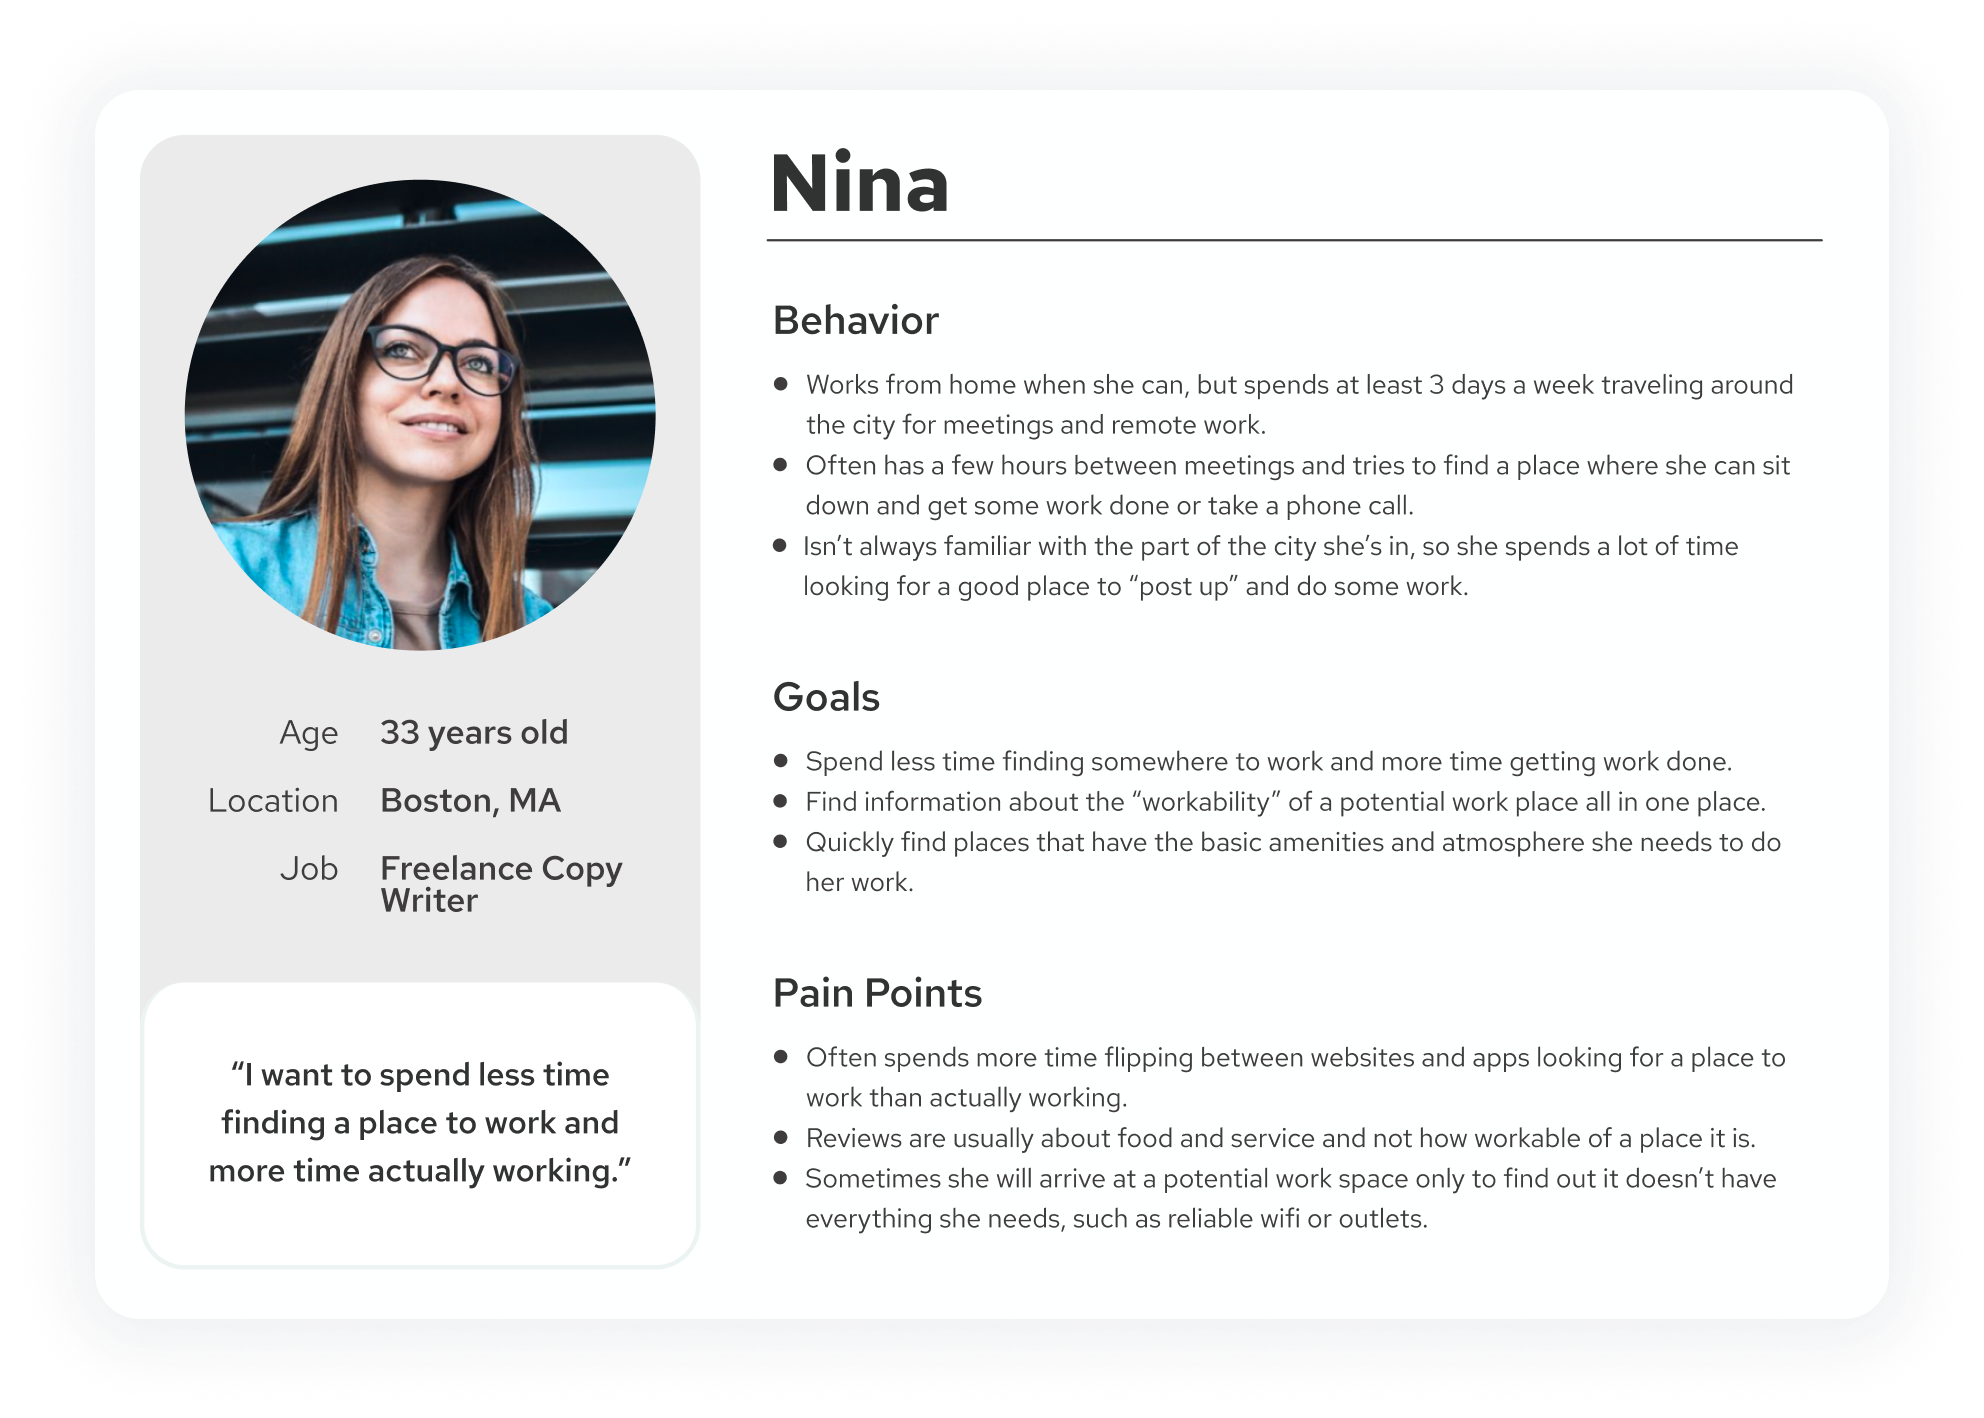 Nina
Age 33 years old
Location Boston, MA
Job Freelance Copy
Writer
“I want to spend less time
finding a place to work and
more time actually working.”
Behavior
● Works from home when she can, but spends at least 3 days a week traveling around
the city for meetings and remote work.
● Often has a few hours between meetings and tries to find a place where she can sit
down and get some work done or take a phone call.
● Isn’t always familiar with the part of the city she’s in, so she spends a lot of time
looking for a good place to “post up” and do some work.
Goals
● Spend less time finding somewhere to work and more time getting work done.
● Find information about the “workability” of a potential work place all in one place.
● Quickly find places that have the basic amenities and atmosphere she needs to do
her work.
Pain Points
● Often spends more time flipping between websites and apps looking for a place to
work than actually working.
● Reviews are usually about food and service and not how workable of a place it is.
● Sometimes she will arrive at a potential work space only to find out it doesn’t have
everything she needs, such as reliable wifi or outlets.